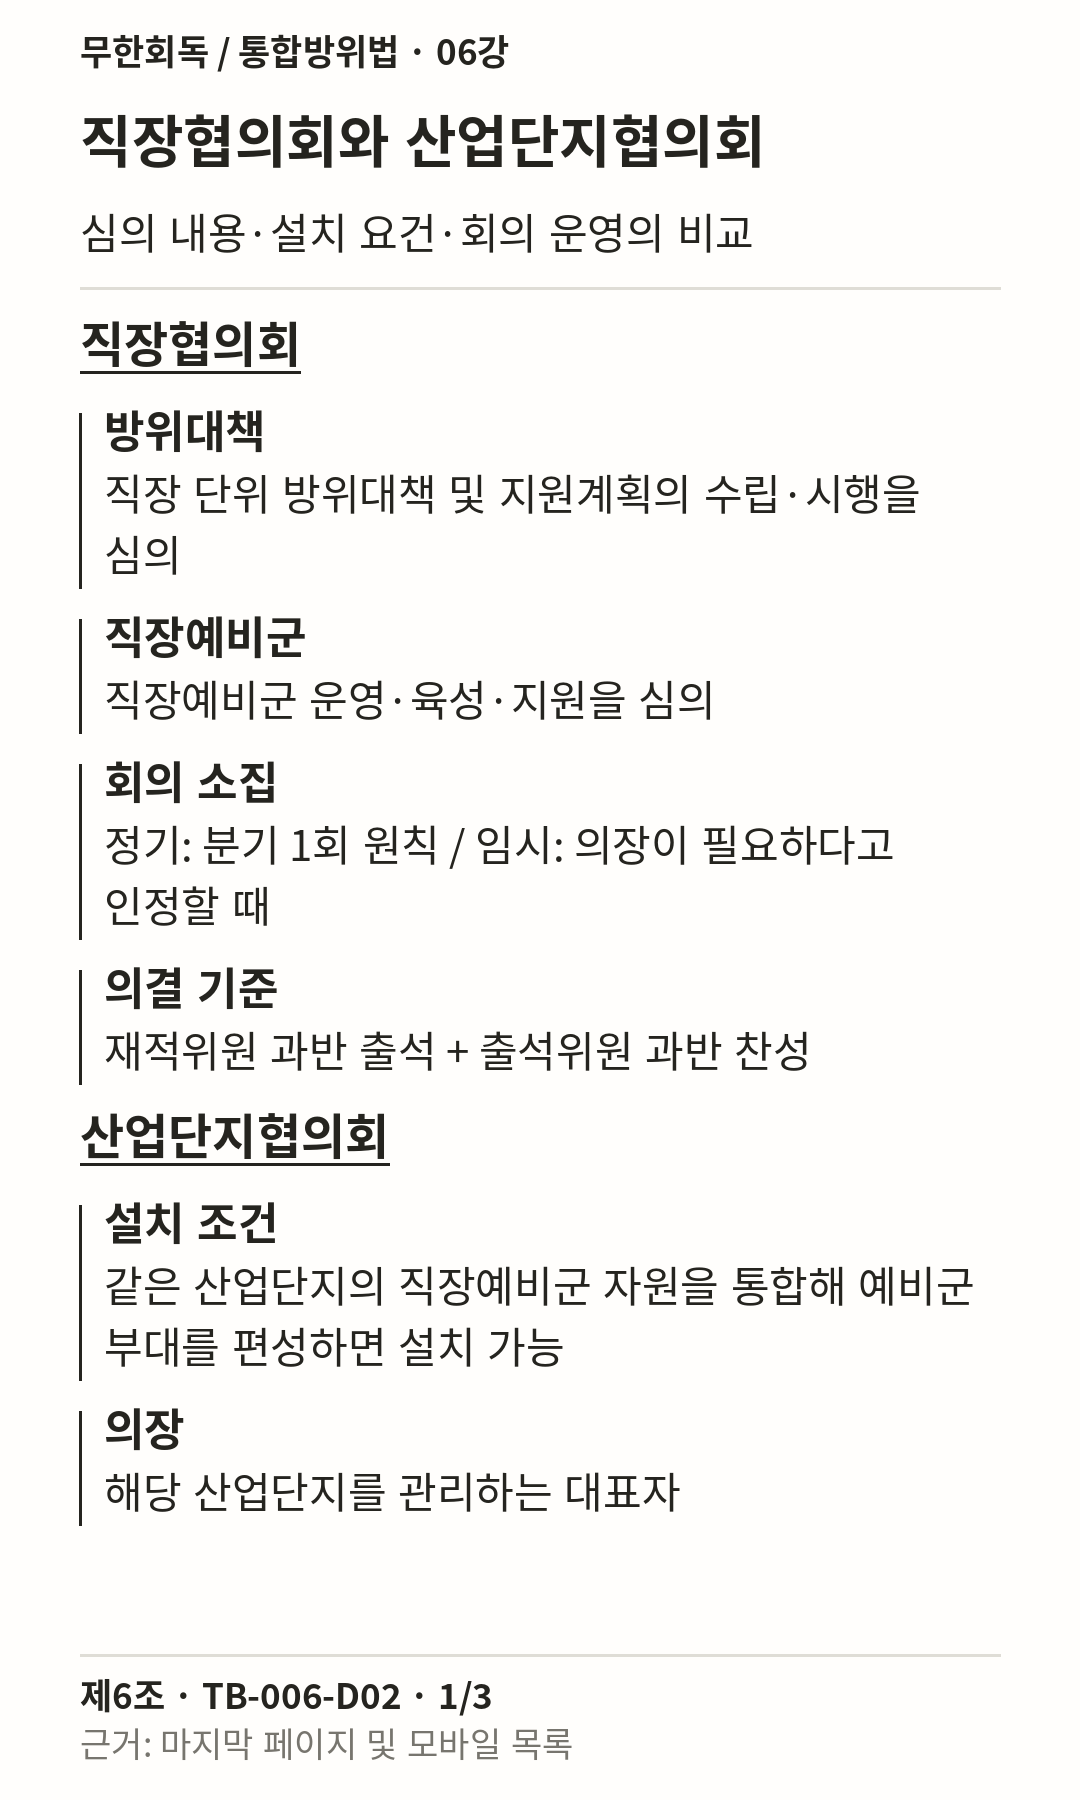 무한회독 / 통합방위법 · 06강
직장협의회와 산업단지협의회
심의 내용·설치 요건·회의 운영의 비교
직장협의회
방위대책
직장 단위 방위대책 및 지원계획의 수립·시행을
심의
직장예비군
직장예비군 운영·육성·지원을 심의
회의 소집
정기: 분기 1회 원칙 / 임시: 의장이 필요하다고
인정할 때
의결 기준
재적위원 과반 출석 + 출석위원 과반 찬성
산업단지협의회
설치 조건
같은 산업단지의 직장예비군 자원을 통합해 예비군
부대를 편성하면 설치 가능
의장
해당 산업단지를 관리하는 대표자
제6조 · TB-006-D02 · 1/3
근거: 마지막 페이지 및 모바일 목록